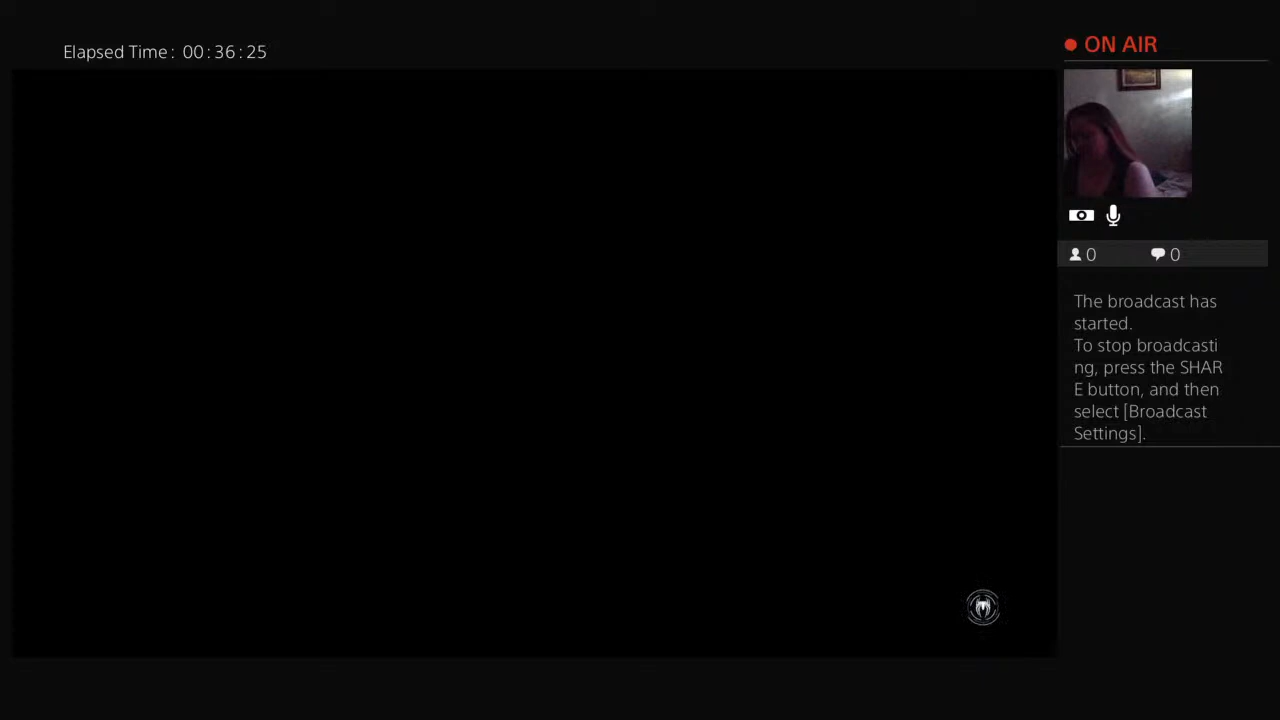 Elapsed Time: 00:36:25
ON AIR
0 0
The broadcast has
started.
To stop broadcasti
ng, press the SHAR
E button, and then
select [Broadcast
Settings].